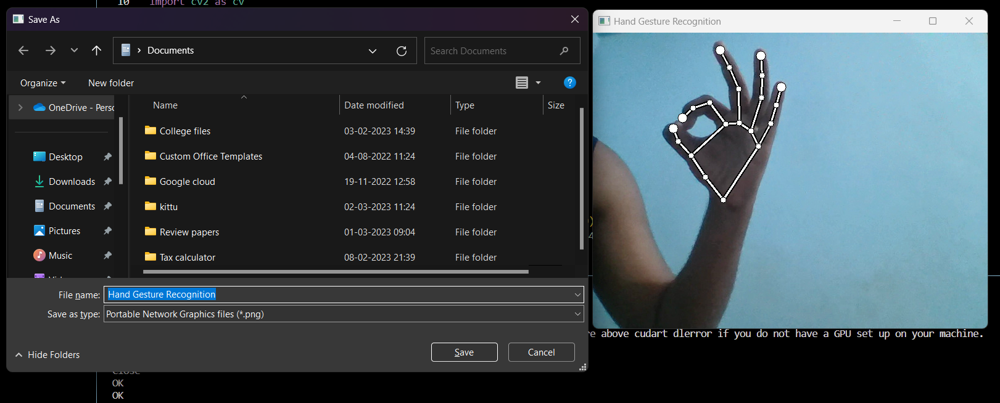 10 import cv2 as cv
Save As
Documents
Search Documents
Organize
New folder
?
OneDrive - Perso
Desktop
Downloads
Documents
Pictures
Music
Name Date modified Type Size
College files 03-02-2023 14:39 File folder
Custom Office Templates 04-08-2022 11:24 File folder
Google cloud 19-11-2022 12:58 File folder
kittu 02-03-2023 11:24 File folder
Review papers 01-03-2023 09:04 File folder
Tax calculator 08-02-2023 21:39 File folder
File name: Hand Gesture Recognition
Save as type: Portable Network Graphics files (*.png)
Hide Folders
Save
Cancel
Hand Gesture Recognition
)
4
re above cudart dlerror if you do not have a GPU set up on your machine.
Close
OK
OK